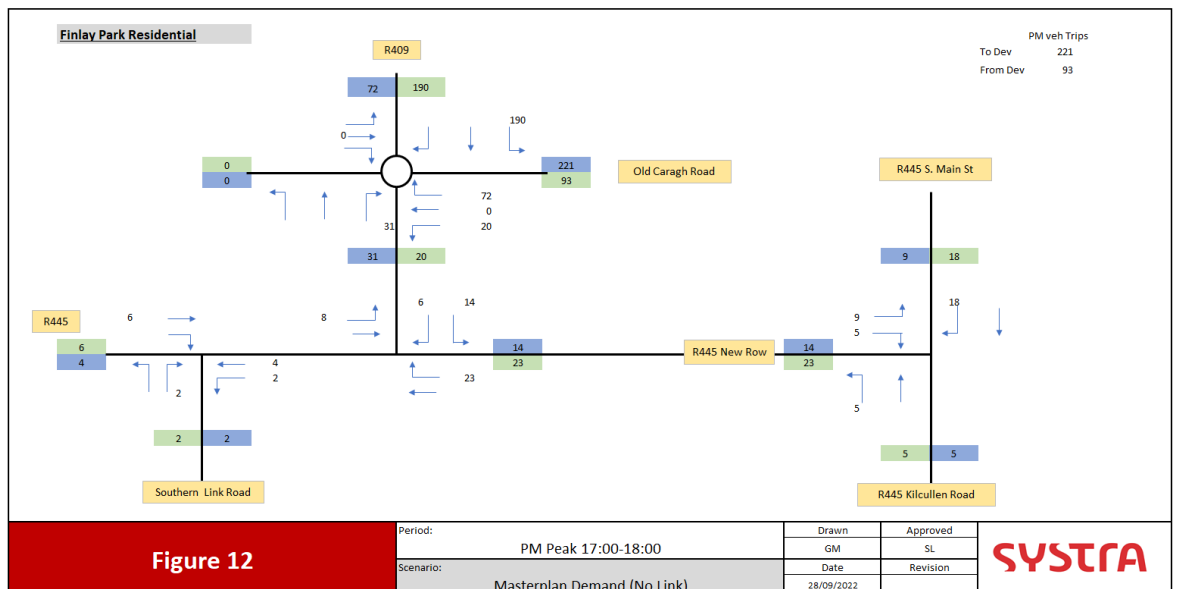 Finlay Park Residential
PM veh Trips
To Dev 221
From Dev 93
R409
72 190
190
0
0
0
221
93
Old Caragh Road
R445 S. Main St
72
0
31 20
31 20
9 18
6 8 6 14 18
9
5
R445
6
4
14
23
R445 New Row
14
23
4
2
23
2
5
2 2
5 5
Southern Link Road
R445 Kilcullen Road
Figure 12
Period:
PM Peak 17:00-18:00
Scenario:
Masterplan Demand (No Link)
Drawn Approved
GM SL
Date Revision
28/09/2022
SYSTRA